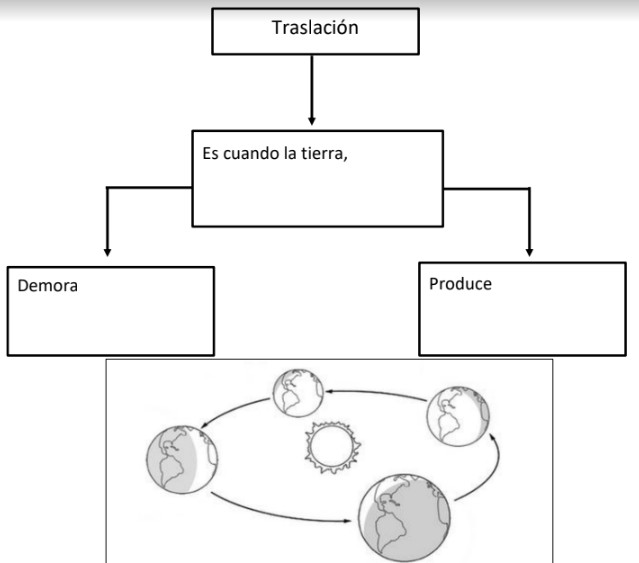 Traslación
Es cuando la tierra,
Demora
Produce